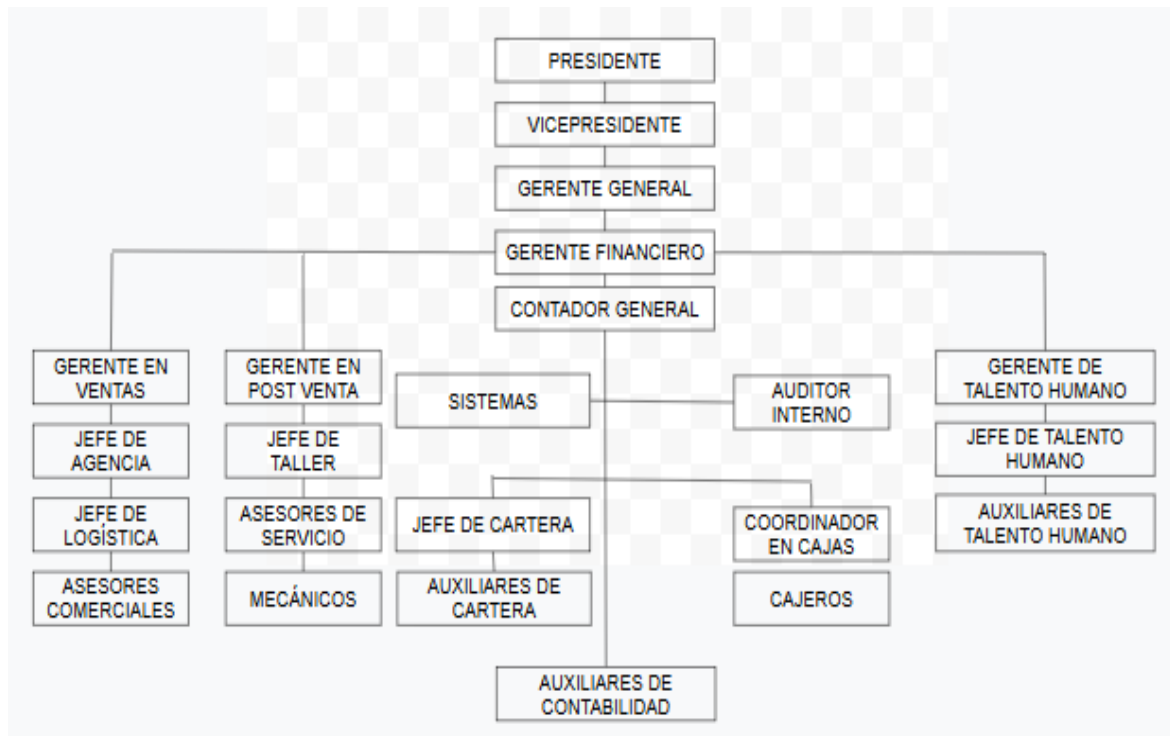 PRESIDENTE
VICEPRESIDENTE
GERENTE GENERAL
GERENTE FINANCIERO
CONTADOR GENERAL
GERENTE EN
VENTAS
GERENTE EN
POST VENTA
SISTEMAS
AUDITOR
INTERNO
GERENTE DE
TALENTO HUMANO
JEFE DE
AGENCIA
JEFE DE
TALLER
JEFE DE TALENTO
HUMANO
JEFE DE
LOGÍSTICA
ASESORES DE
SERVICIO
JEFE DE CARTERA
COORDINADOR
EN CAJAS
AUXILIARES DE
TALENTO HUMANO
ASESORES
COMERCIALES
MECÁNICOS
AUXILIARES DE
CARTERA
CAJEROS
AUXILIARES DE
CONTABILIDAD